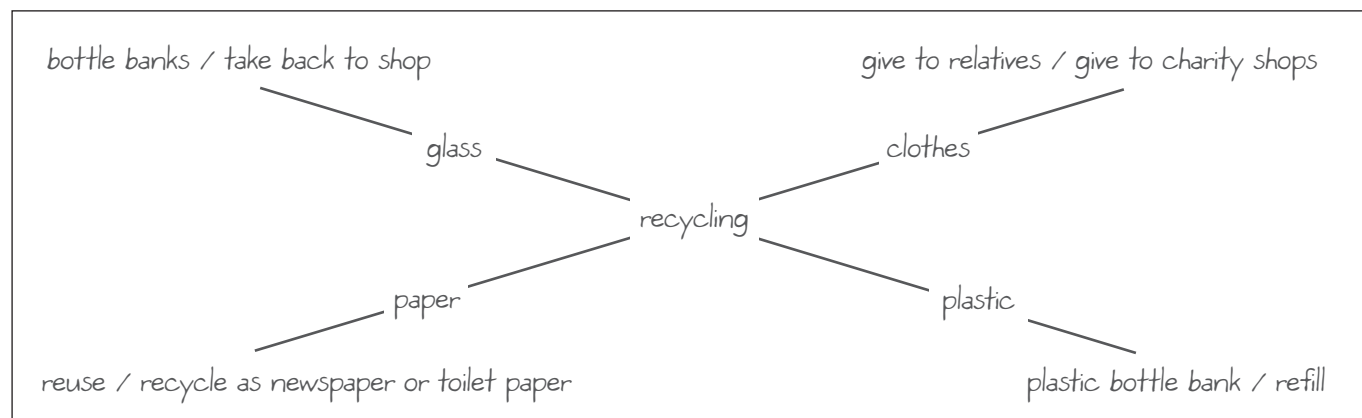 bottle banks / take back to shop
give to relatives / give to charity shops
glass
clothes
recycling
paper
plastic
reuse / recycle as newspaper or toilet paper
plastic bottle bank / refill